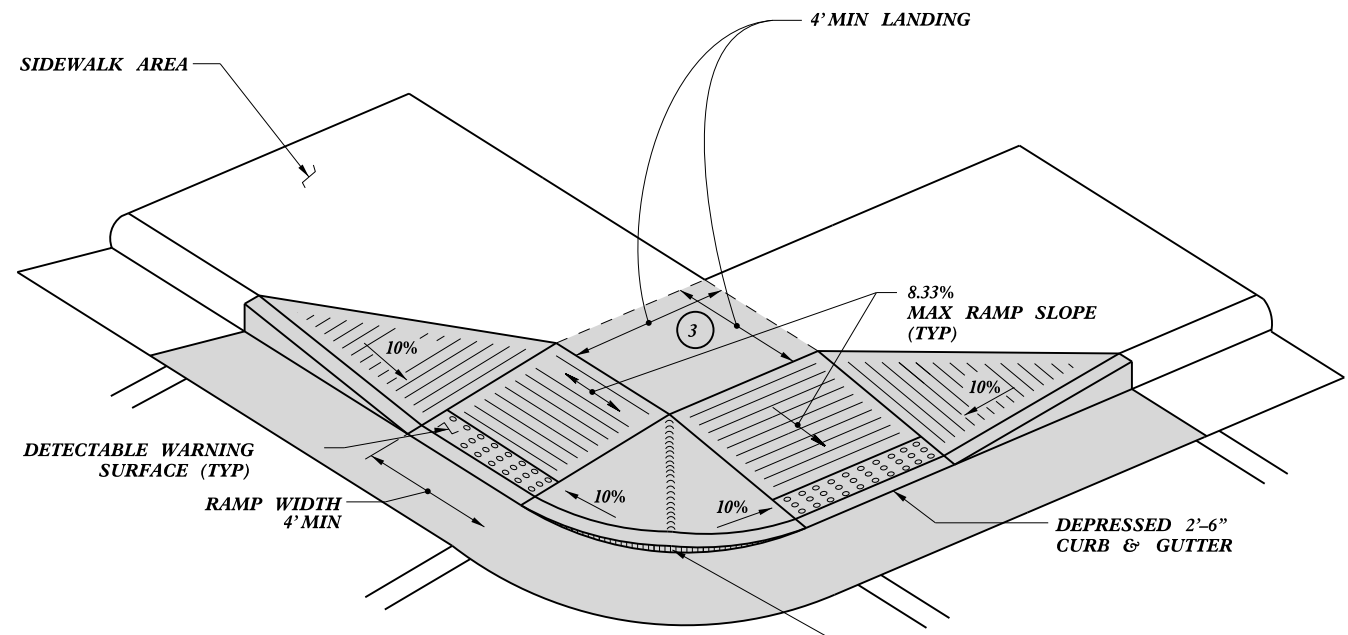 4' MIN LANDING
SIDEWALK AREA
8.33%
MAX RAMP SLOPE
(TYP)
3
10%
10%
DETECTABLE WARNING
SURFACE (TYP)
RAMP WIDTH
4' MIN
10%
10%
DEPRESSED 2'–6"
CURB & GUTTER